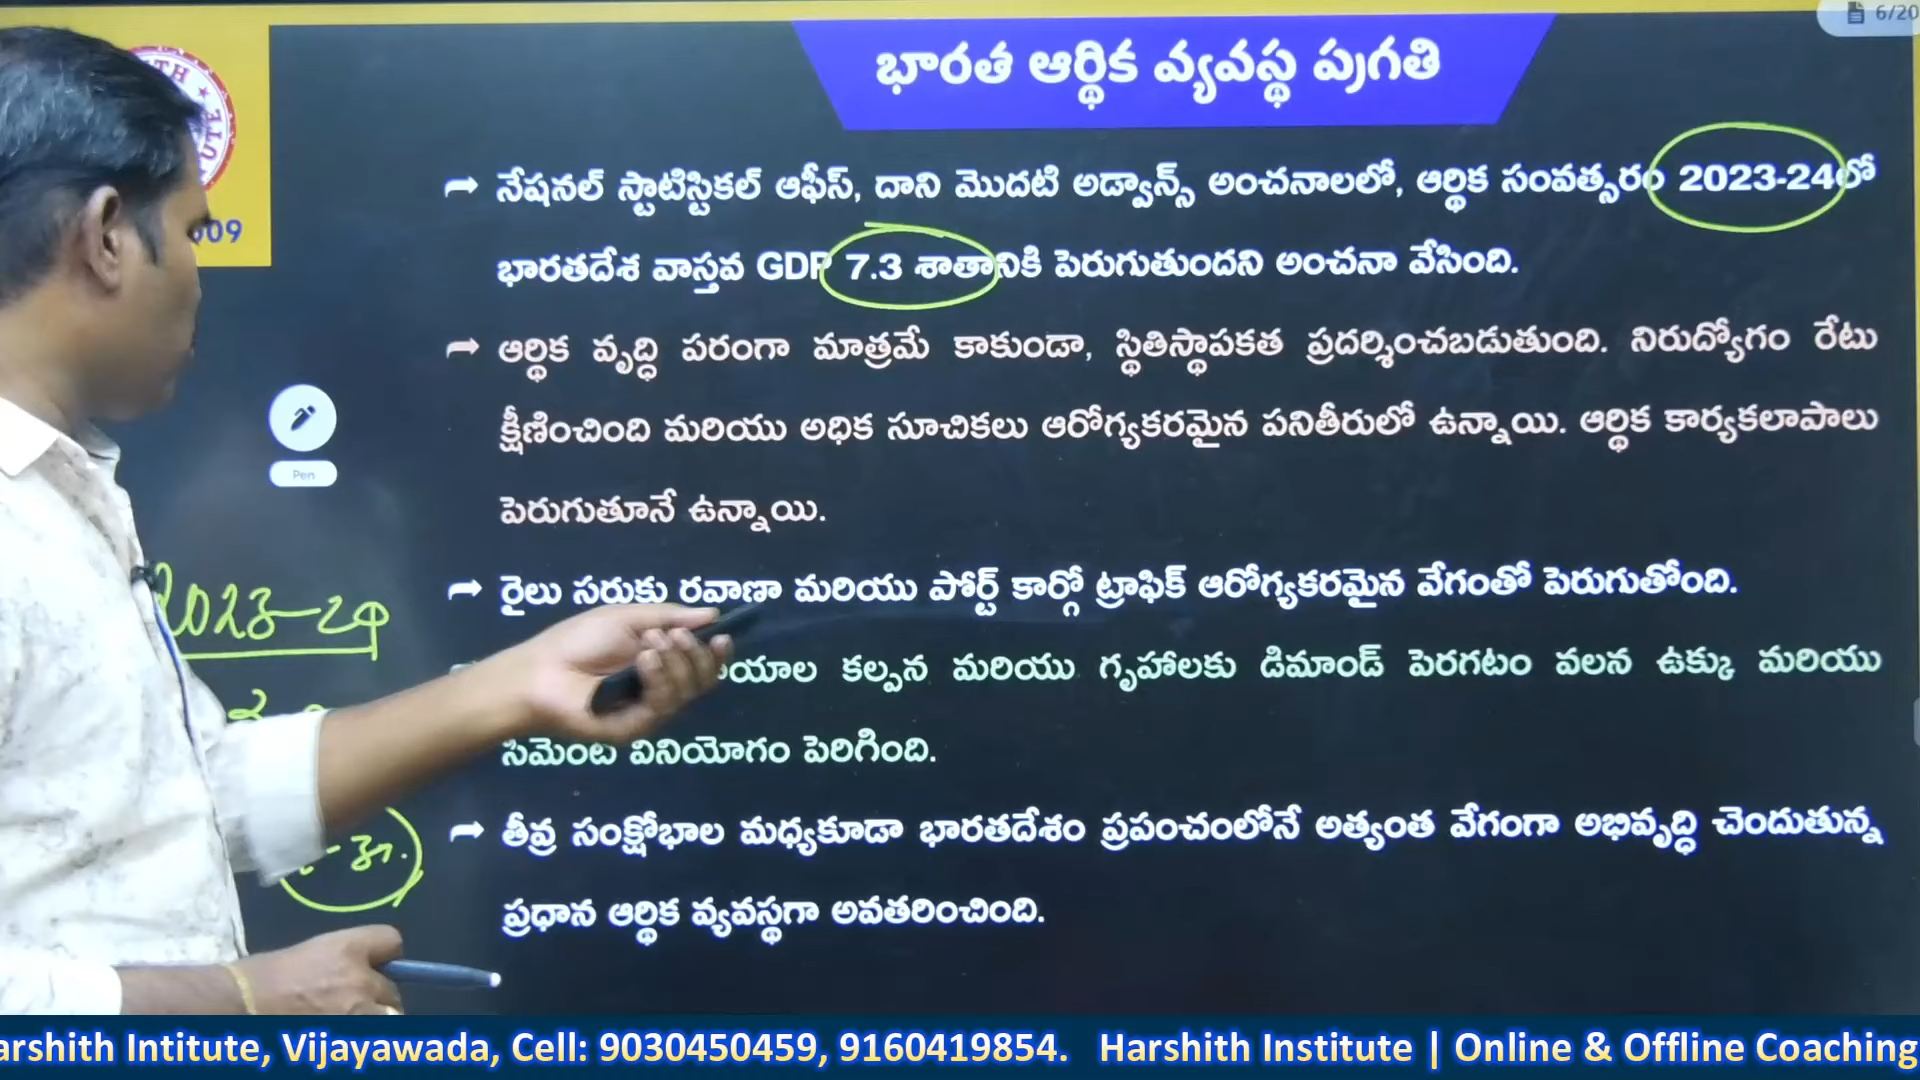 6/20
భారత ఆర్థిక వ్యవస్థ ప్రగతి
నేషనల్ స్టాటిస్టికల్ ఆఫీస్, దాని మొదటి అడ్వాన్స్ అంచనాలలో, ఆర్థిక సంవత్సరం 2023-24లో
భారతదేశ వాస్తవ GDP 7.3 శాతానికి పెరుగుతుందని అంచనా వేసింది.
ఆర్థిక వృద్ధి పరంగా మాత్రమే కాకుండా, స్థితిస్థాపకత ప్రదర్శించబడుతుంది. నిరుద్యోగం రేటు
క్షీణించింది మరియు అధిక సూచికలు ఆరోగ్యకరమైన పనితీరులో ఉన్నాయి. ఆర్థిక కార్యకలాపాలు
పెరుగుతూనే ఉన్నాయి.
Pen
రైలు సరుకు రవాణా మరియు పోర్ట్ కార్గో ట్రాఫిక్ ఆరోగ్యకరమైన వేగంతో పెరుగుతోంది.
2023-24
కల్పన మరియు గృహాలకు డిమాండ్ పెరగటం వలన ఉక్కు మరియు
సిమెంట్ వినియోగం పెరిగింది.
తీవ్ర సంక్షోభాల మధ్యకూడా భారతదేశం ప్రపంచంలోనే అత్యంత వేగంగా అభివృద్ధి చెందుతున్న
ప్రధాన ఆర్థిక వ్యవస్థగా అవతరించింది.
arshith Intitute, Vijayawada, Cell: 9030450459, 9160419854. Harshith Institute | Online & Offline Coaching